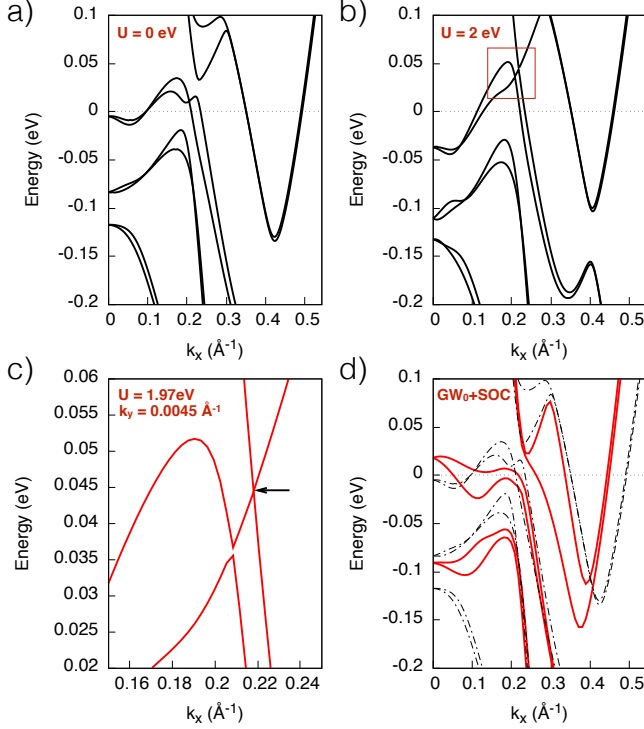 a)
U = 0 eV
Energy (eV)
0.1
0.05
0
-0.05
-0.1
-0.15
-0.2
0 0.1 0.2 0.3 0.4 0.5
kx (Å-1)
b)
U = 2 eV
Energy (eV)
0.1
0.05
0
-0.05
-0.1
-0.15
-0.2
0 0.1 0.2 0.3 0.4 0.5
kx (Å-1)
c)
U = 1.97eV
ky = 0.0045 Å-1
Energy (eV)
0.06
0.055
0.05
0.045
0.04
0.035
0.03
0.025
0.02
0.16 0.18 0.20 0.22 0.24
kx (Å-1)
d)
GW0+SOC
Energy (eV)
0.1
0.05
0
-0.05
-0.1
-0.15
-0.2
0 0.1 0.2 0.3 0.4 0.5
kx (Å-1)